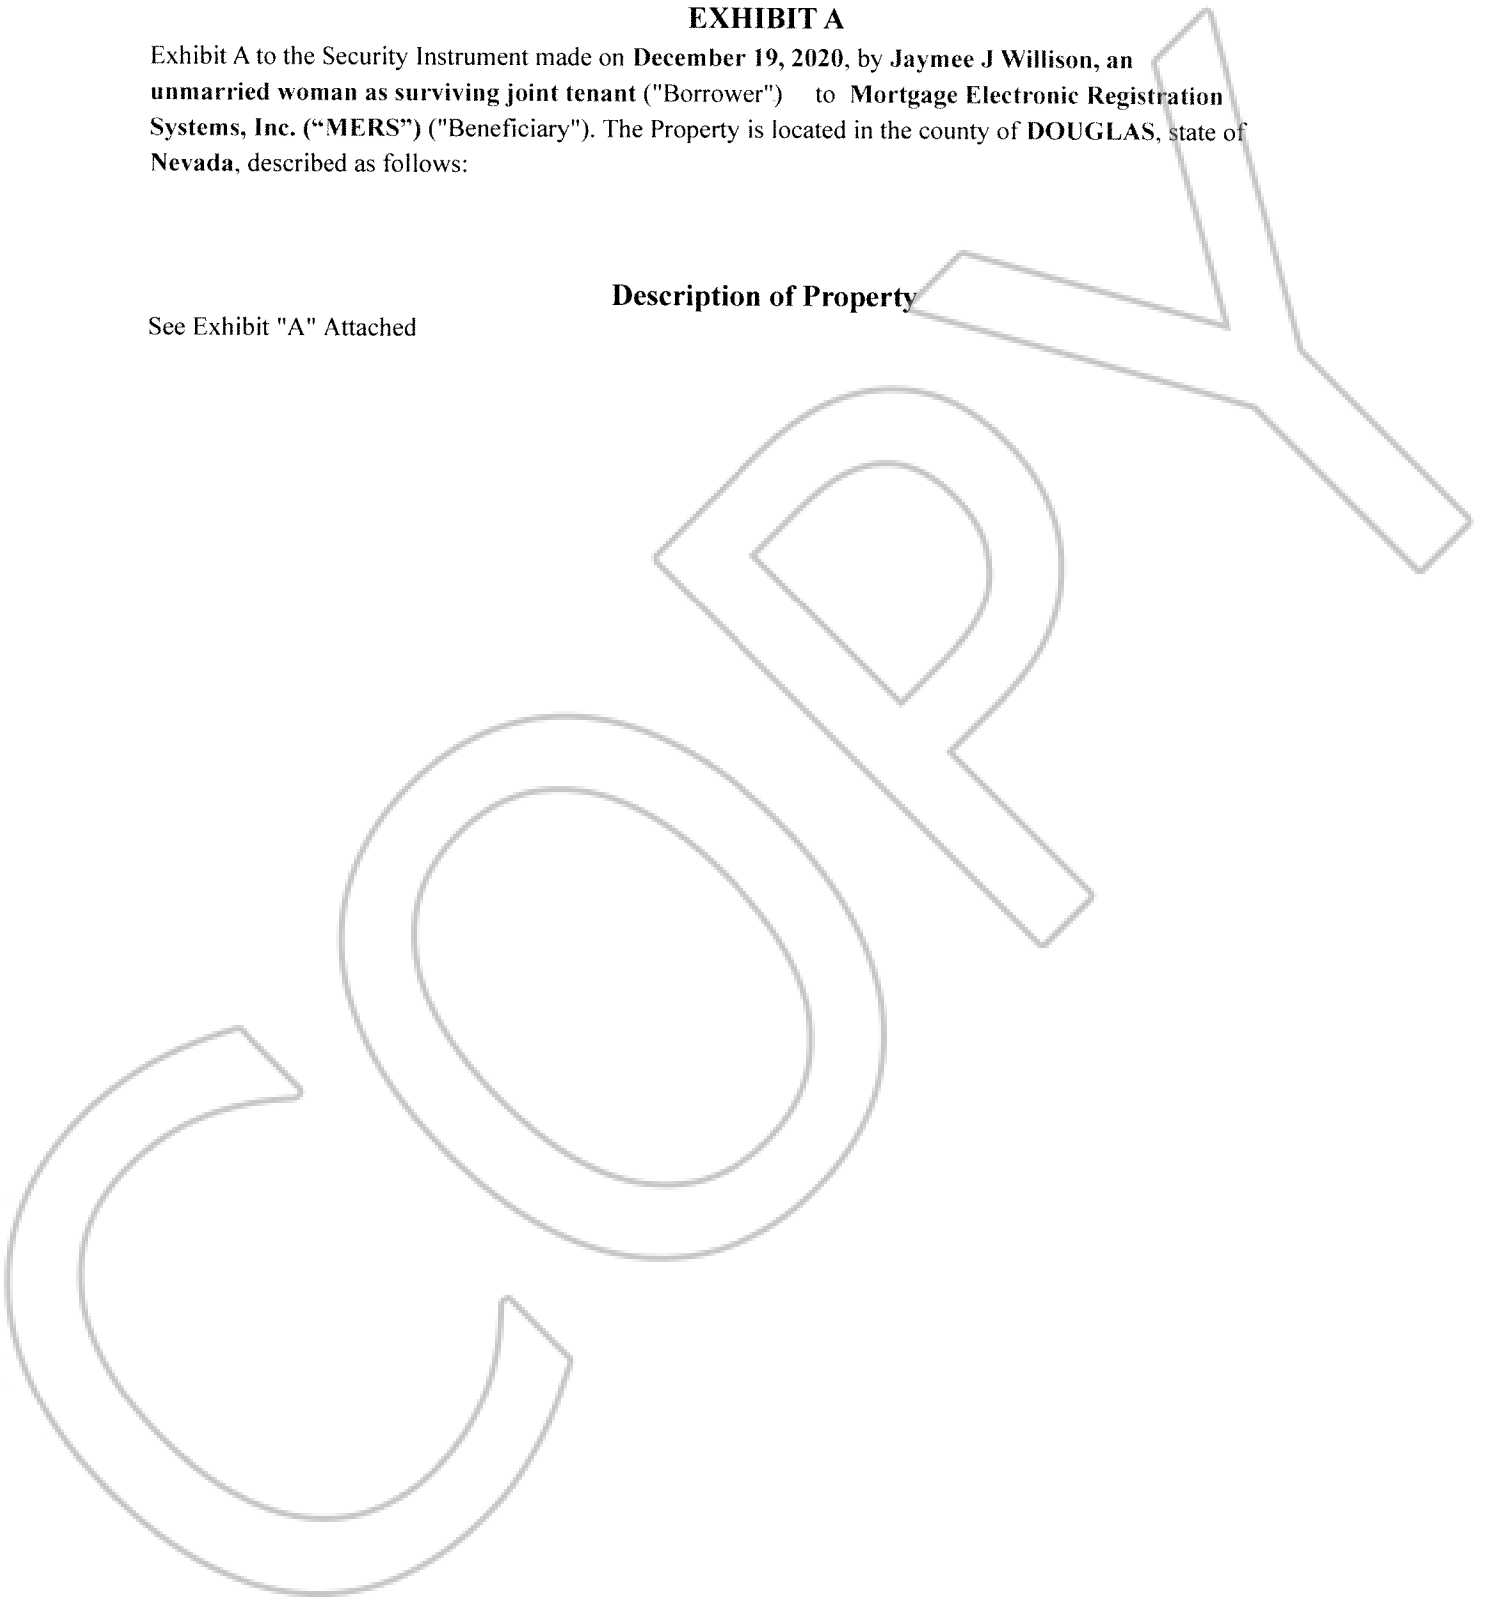 EXHIBIT A
Exhibit A to the Security Instrument made on December 19, 2020, by Jaymee J Willison, an
unmarried woman as surviving joint tenant ("Borrower") to Mortgage Electronic Registration
Systems, Inc. (“MERS”) ("Beneficiary"). The Property is located in the county of DOUGLAS, state of
Nevada, described as follows:
Description of Property
See Exhibit "A" Attached
COPY